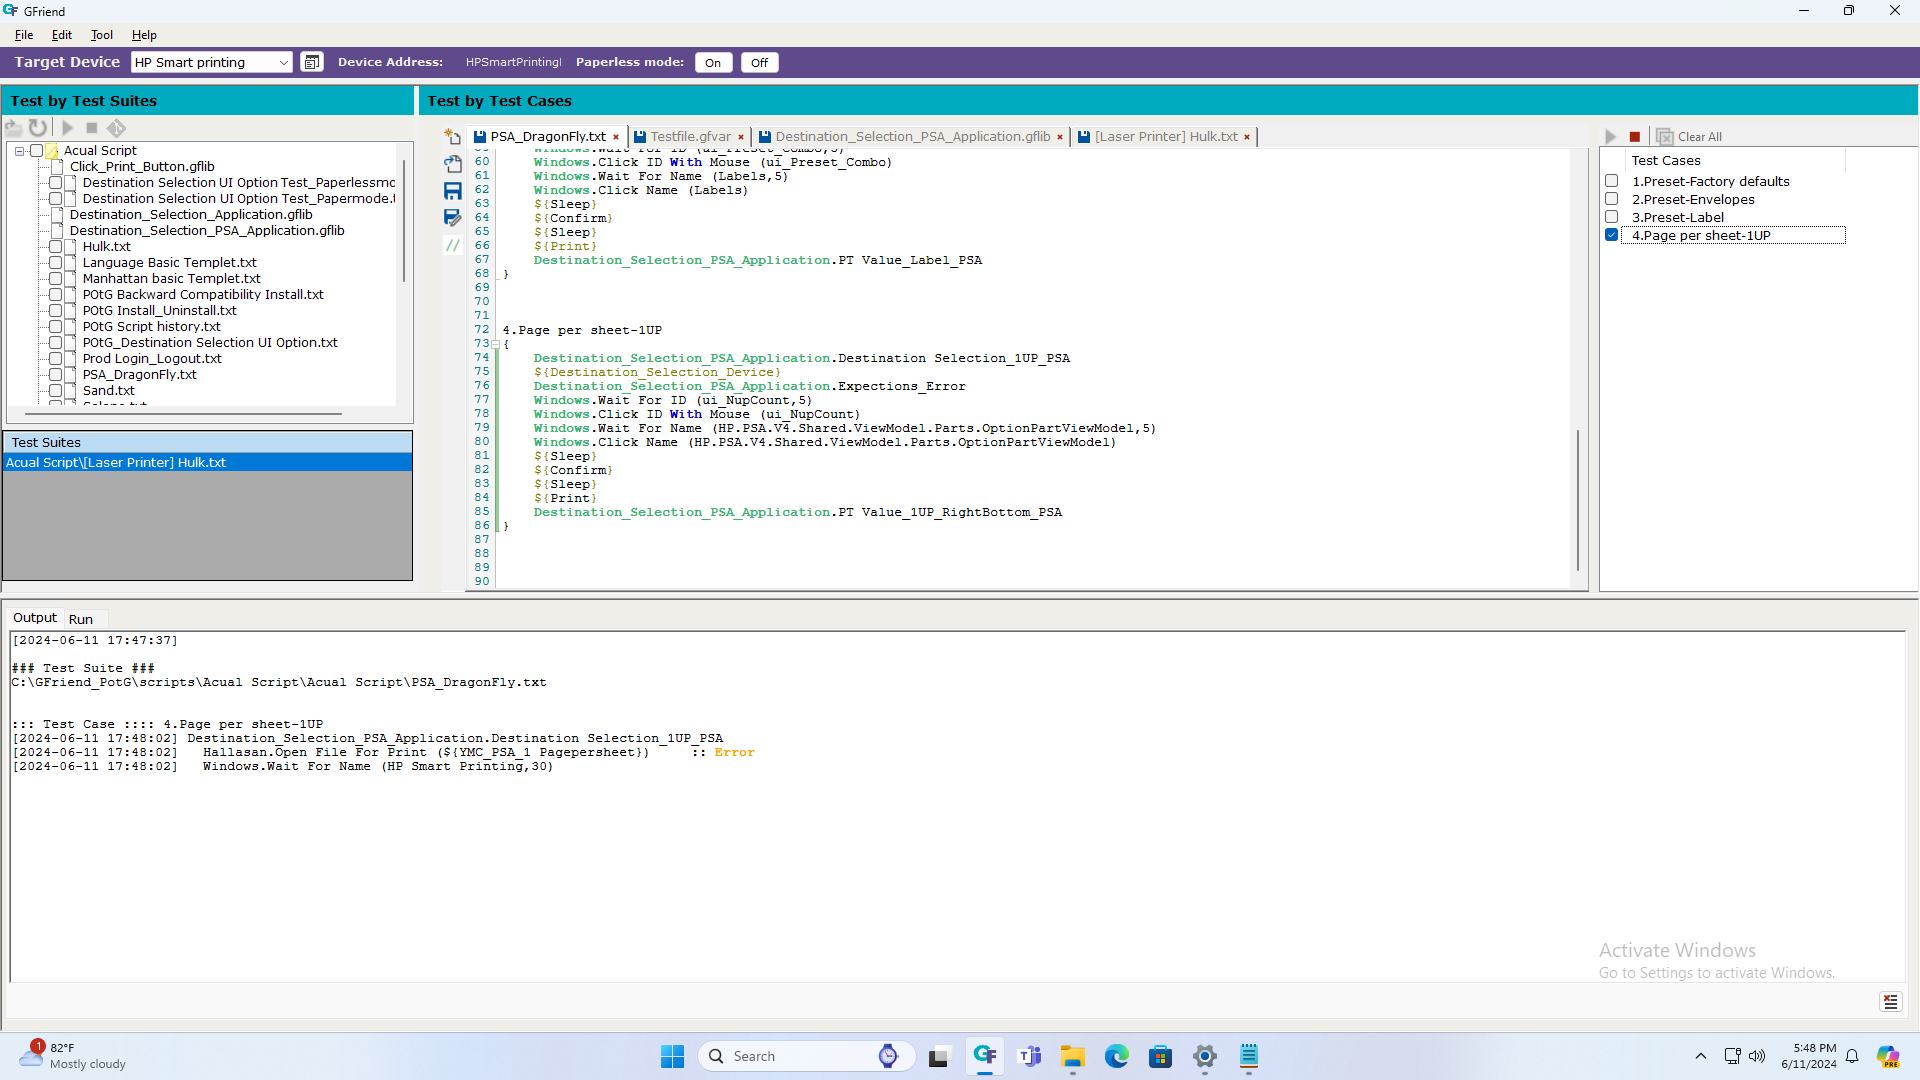 GFriend
File Edit Tool Help
Target Device HP Smart printing Device Address: HPSmartPrintingI Paperless mode: On Off
Test by Test Suites
Acual Script
Click_Print_Button.gflib
Destination Selection UI Option Test_Paperlessmo
Destination Selection UI Option Test_Papermode.t
Destination_Selection_Application.gflib
Destination_Selection_PSA_Application.gflib
Hulk.txt
Language Basic Templet.txt
Manhattan basic Templet.txt
POtG Backward Compatibility Install.txt
POtG Install_Uninstall.txt
POtG Script history.txt
POtG_Destination Selection UI Option.txt
Prod Login_Logout.txt
PSA_DragonFly.txt
Sand.txt
Test Suites
Acual Script\[Laser Printer] Hulk.txt
Test by Test Cases
PSA_DragonFly.txt × Testfile.gfvar × Destination_Selection_PSA_Application.gflib × [Laser Printer] Hulk.txt ×
59 Windows.Wait For ID (ui_Preset_Combo,5)
60 Windows.Click ID With Mouse (ui_Preset_Combo)
61 Windows.Wait For Name (Labels,5)
62 Windows.Click Name (Labels)
63 ${Sleep}
64 ${Confirm}
65 ${Sleep}
66 ${Print}
67 Destination_Selection_PSA_Application.PT Value_Label_PSA
68 }
69
70
71
72 4.Page per sheet-1UP
73 {
74 Destination_Selection_PSA_Application.Destination Selection_1UP_PSA
75 ${Destination_Selection_Device}
76 Destination_Selection_PSA_Application.Expections_Error
77 Windows.Wait For ID (ui_NupCount,5)
78 Windows.Click ID With Mouse (ui_NupCount)
79 Windows.Wait For Name (HP.PSA.V4.Shared.ViewModel.Parts.OptionPartViewModel,5)
80 Windows.Click Name (HP.PSA.V4.Shared.ViewModel.Parts.OptionPartViewModel)
81 ${Sleep}
82 ${Confirm}
83 ${Sleep}
84 ${Print}
85 Destination_Selection_PSA_Application.PT Value_1UP_RightBottom_PSA
86 }
87
88
89
90
//
Clear All
Test Cases
1.Preset-Factory defaults
2.Preset-Envelopes
3.Preset-Label
4.Page per sheet-1UP
Output Run
[2024-06-11 17:47:37]
### Test Suite ###
C:\GFriend_PotG\scripts\Acual Script\Acual Script\PSA_DragonFly.txt
::: Test Case :::: 4.Page per sheet-1UP
[2024-06-11 17:48:02] Destination_Selection_PSA_Application.Destination Selection_1UP_PSA
[2024-06-11 17:48:02] Hallasan.Open File For Print (${YMC_PSA_1 Pagepersheet}) :: Error
[2024-06-11 17:48:02] Windows.Wait For Name (HP Smart Printing,30)
Activate Windows
Go to Settings to activate Windows.
1
82°F
Mostly cloudy
Search
5:48 PM
6/11/2024
PRE